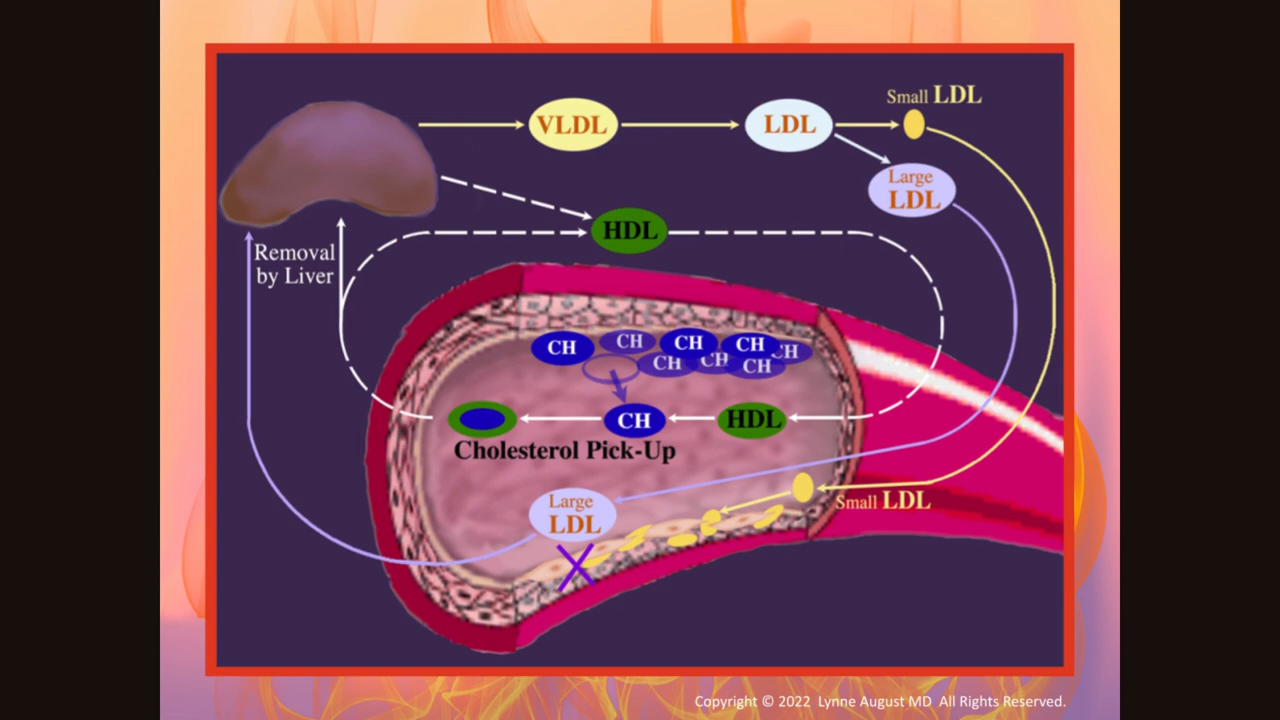 Small LDL
VLDL
LDL
Large
LDL
HDL
Removal
by Liver
CH
CH
CH
CH
CH
CH
CH
CH
CH
HDL
Cholesterol Pick-Up
Large
LDL
Small LDL
Copyright © 2022 Lynne August MD All Rights Reserved.